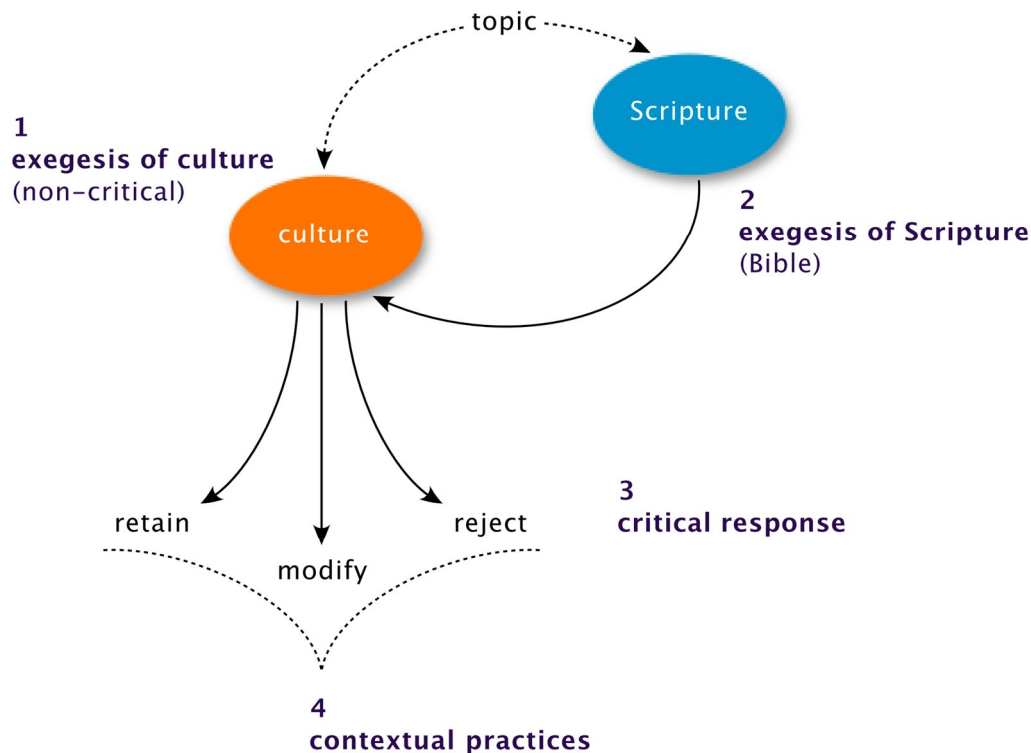 topic
Scripture
1
exegesis of culture
(non-critical)
culture
2
exegesis of Scripture
(Bible)
retain
modify
reject
3
critical response
4
contextual practices